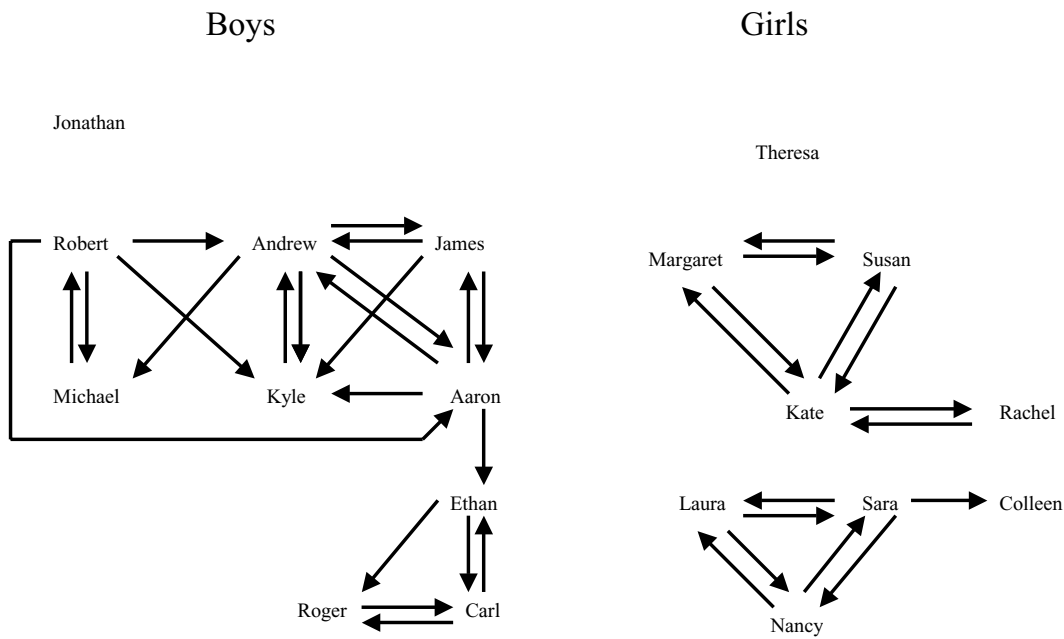 Boys
Girls
Jonathan
Theresa
Robert
Andrew
James
Margaret
Susan
Michael
Kyle
Aaron
Kate
Rachel
Ethan
Laura
Sara
Colleen
Roger
Carl
Nancy